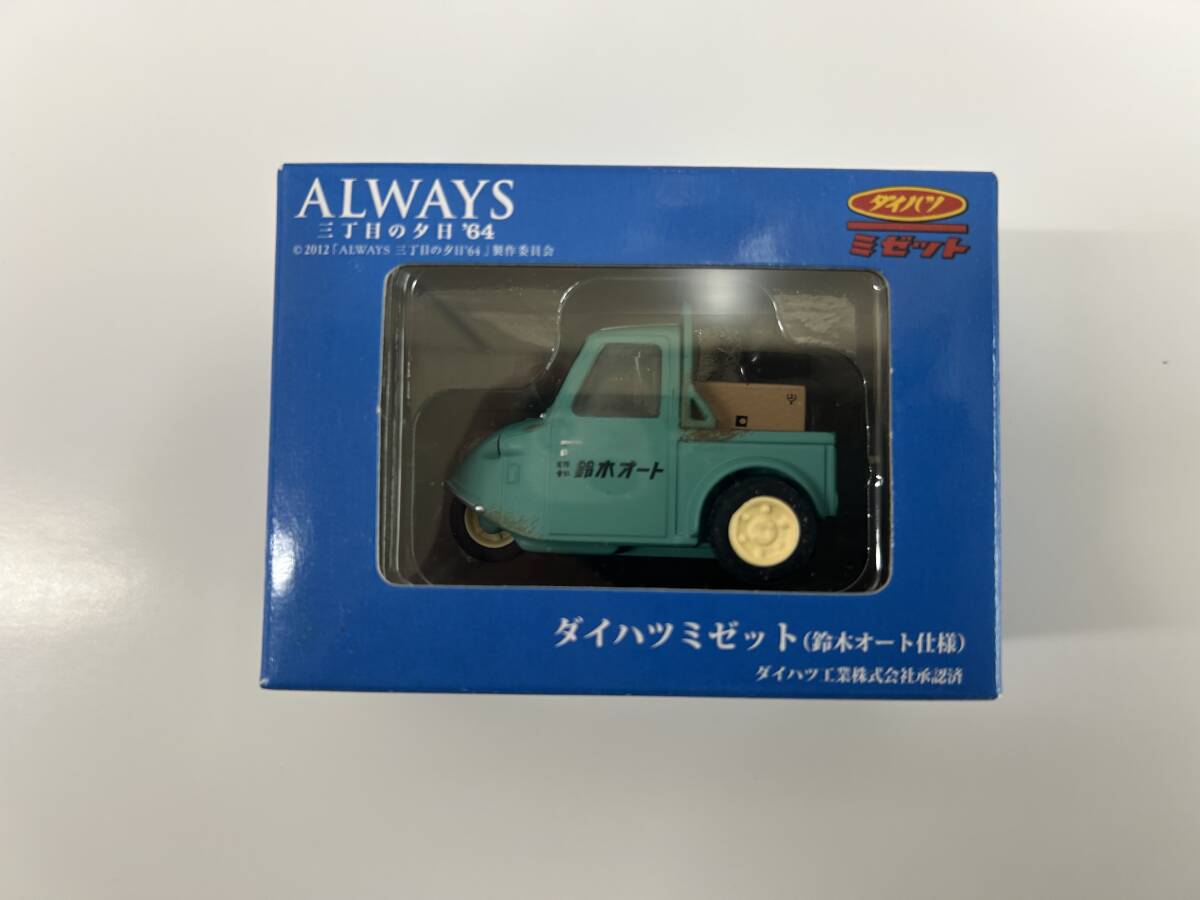 ALWAYS
三丁目の夕日'64
©2012「ALWAYS 三丁目の夕日'64」製作委員会
ダイハツ
ミゼット
鈴木オート
ダイハツミゼット(鈴木オート仕様)
ダイハツ工業株式会社承認済